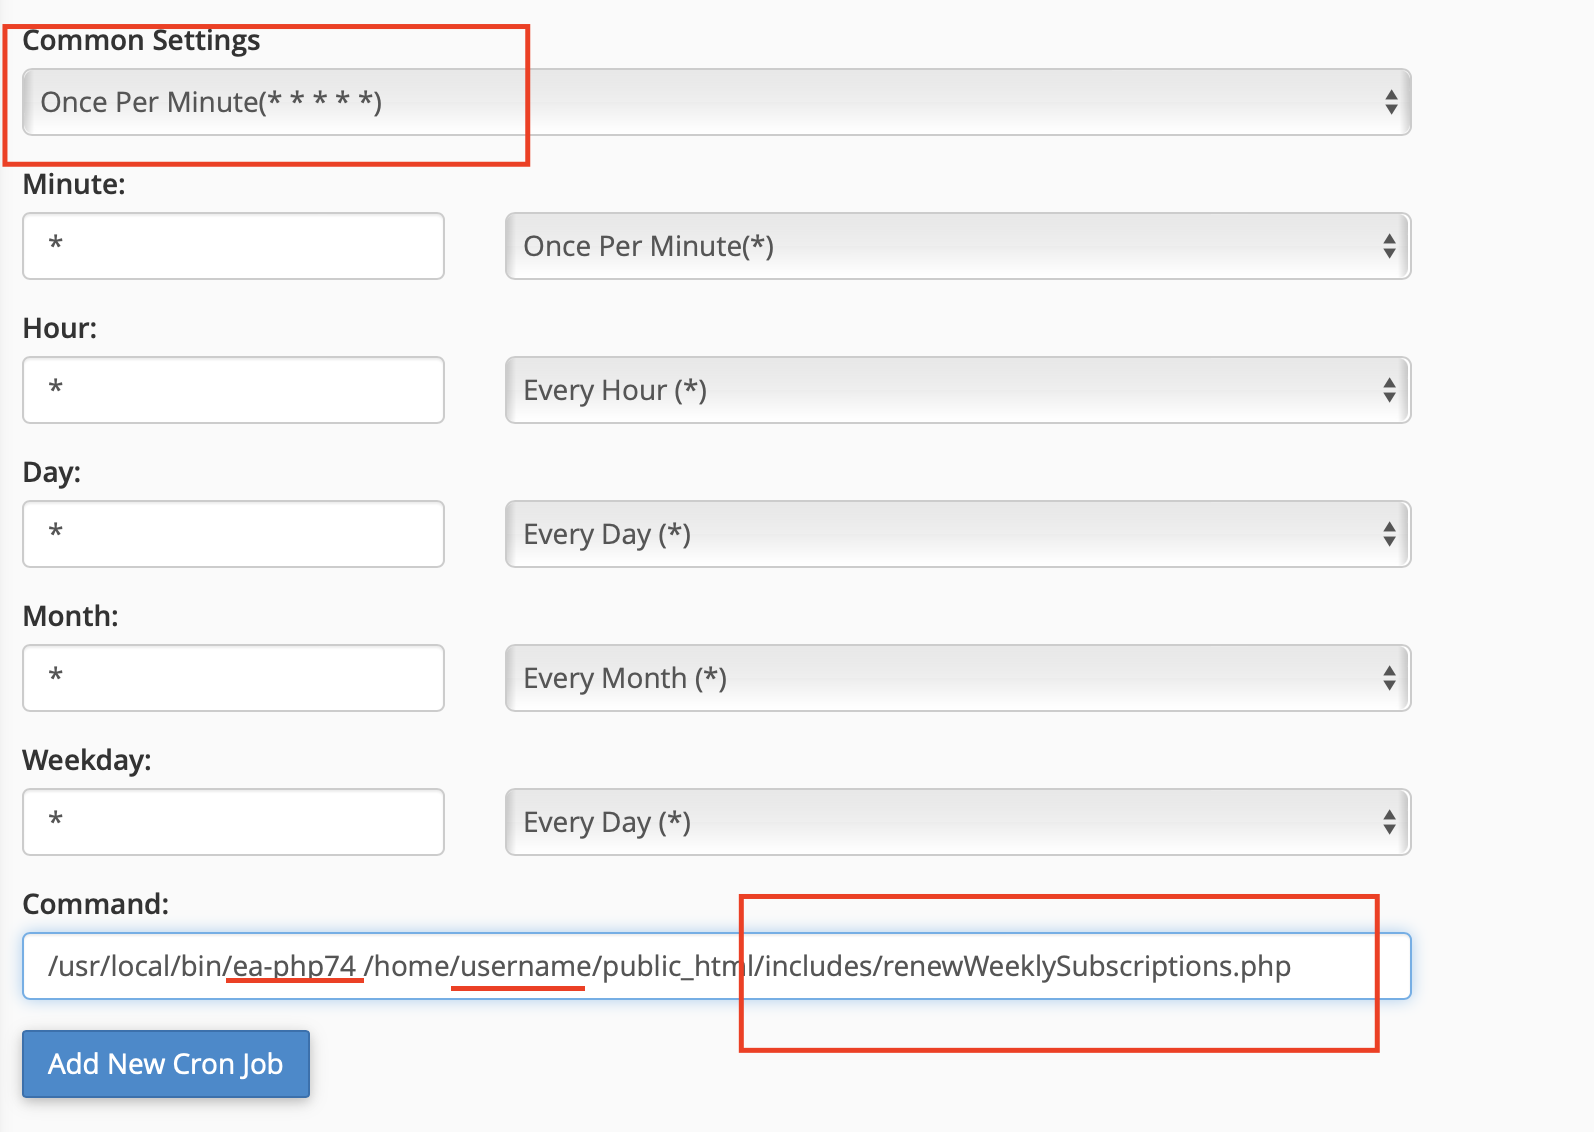 Common Settings
Once Per Minute(* * * * *)
Minute:
* Once Per Minute(*)
Hour:
* Every Hour (*)
Day:
* Every Day (*)
Month:
* Every Month (*)
Weekday:
* Every Day (*)
Command:
/usr/local/bin/ea-php74 /home/username/public_html/includes/renewWeeklySubscriptions.php
Add New Cron Job